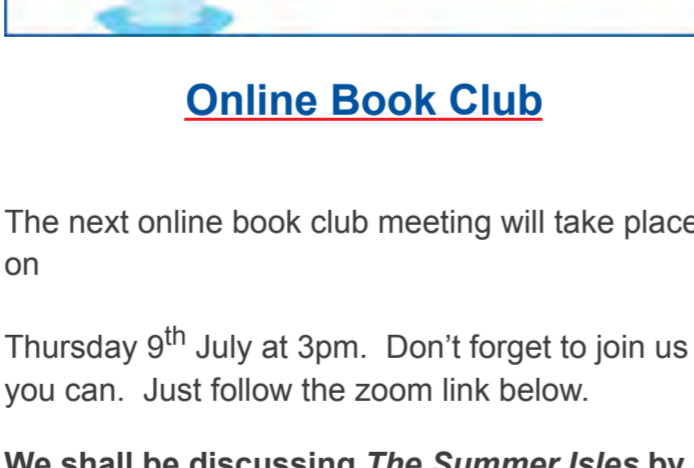 Online Book Club
The next online book club meeting will take place
on
Thursday 9th July at 3pm.  Don’t forget to join us
you can.  Just follow the zoom link below.
We shall be discussing The Summer Isles by